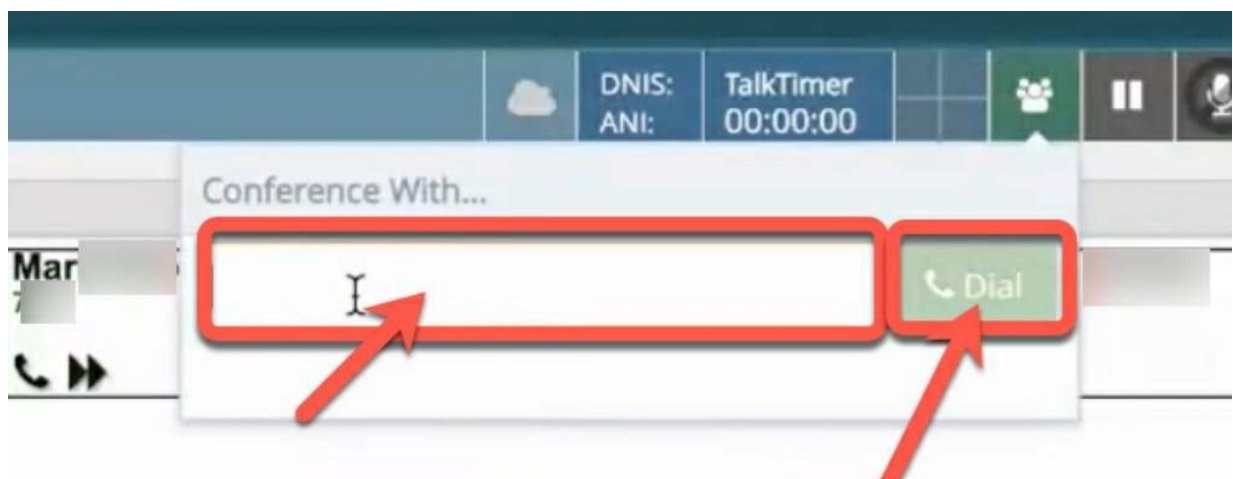 DNIS: TalkTimer
ANI: 00:00:00
Conference With...
Mar
Dial